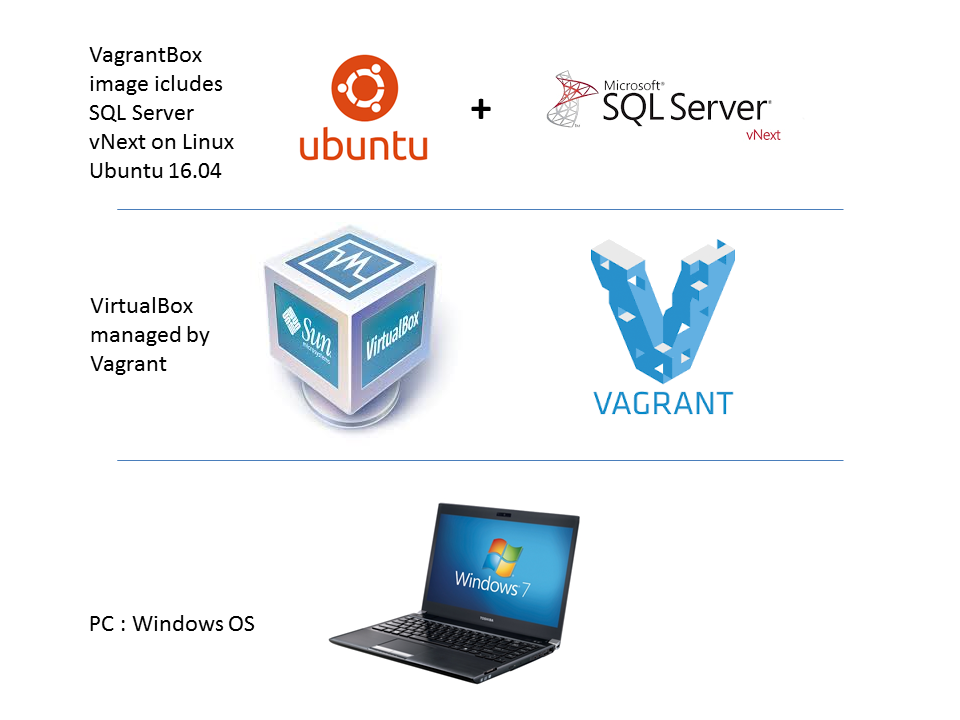 VagrantBox
image icludes
SQL Server
vNext on Linux
Ubuntu 16.04
ubuntu
+
Microsoft®
SQL Server®
vNext
VirtualBox
managed by
Vagrant
Sun
microsystems
VirtualBox
VAGRANT
PC : Windows OS
Windows 7
TOSHIBA